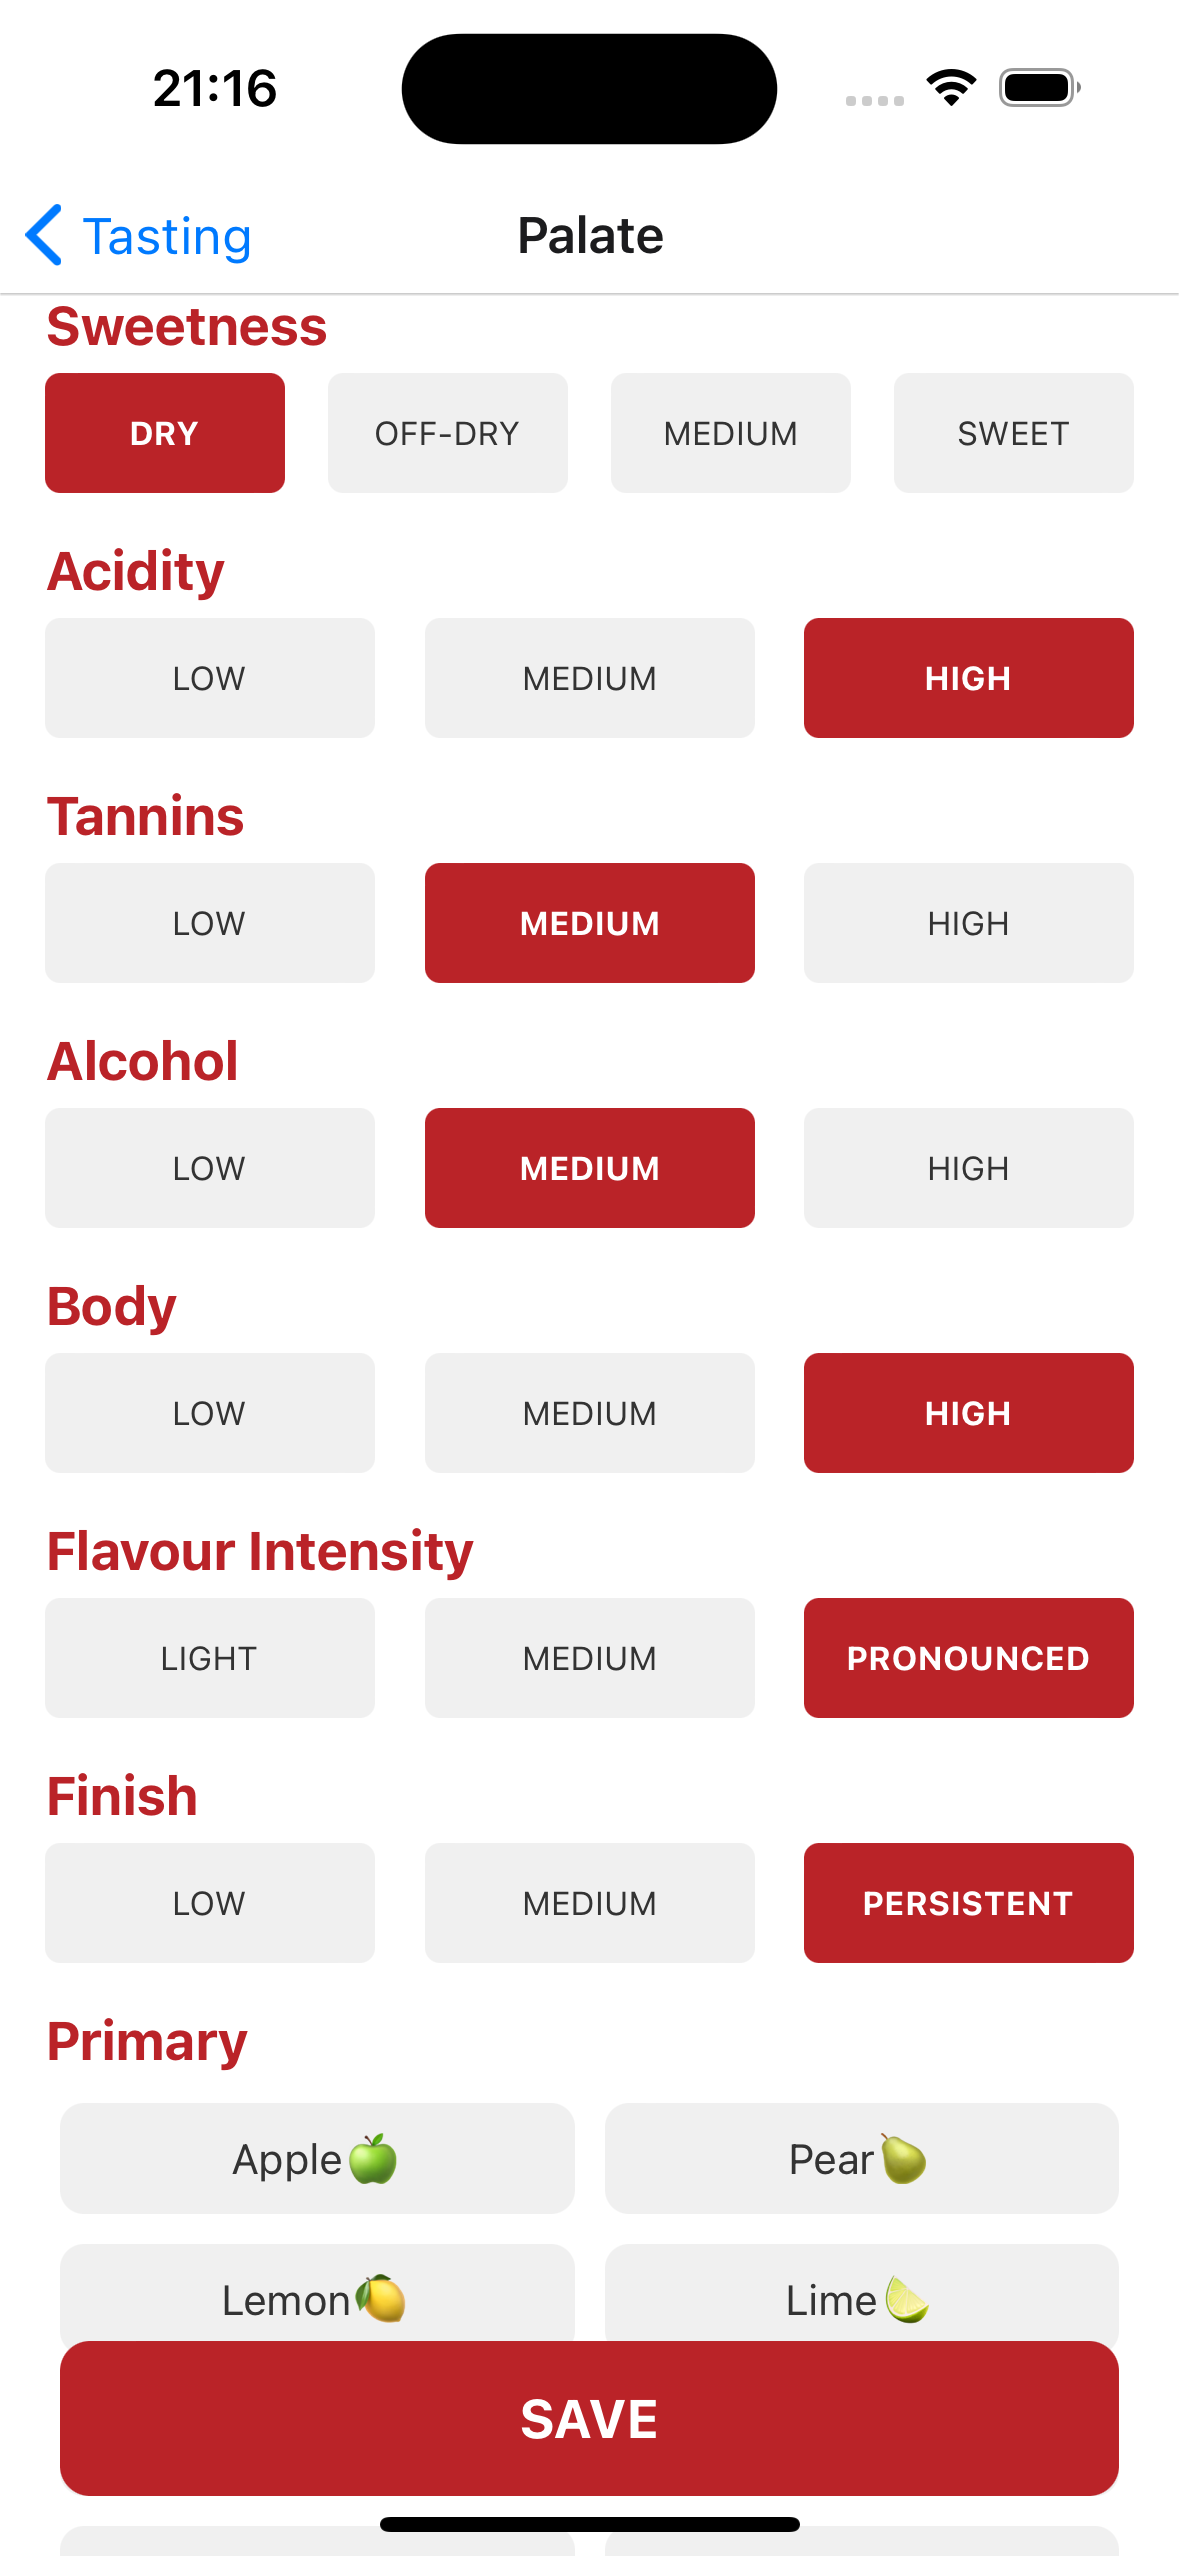 21:16
Tasting
Palate
Sweetness
DRY OFF-DRY MEDIUM SWEET
Acidity
LOW MEDIUM HIGH
Tannins
LOW MEDIUM HIGH
Alcohol
LOW MEDIUM HIGH
Body
LOW MEDIUM HIGH
Flavour Intensity
LIGHT MEDIUM PRONOUNCED
Finish
LOW MEDIUM PERSISTENT
Primary
Apple🍏 Pear🍐
Lemon🍋 Lime🍋‍🟩
SAVE